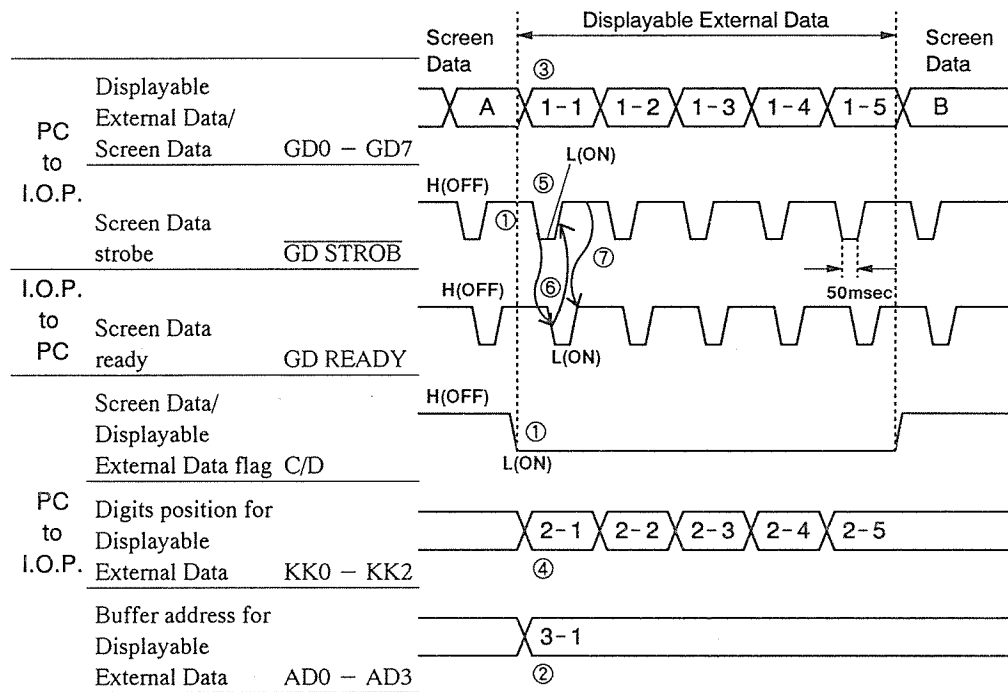 Displayable External Data
Screen Data
Screen Data
PC to I.O.P.
Displayable
External Data/
Screen Data GD0 – GD7
③
A 1-1 1-2 1-3 1-4 1-5 B
Screen Data
strobe GD STROB
H(OFF)
①
⑤
L(ON)
⑦
50msec
I.O.P. to PC
Screen Data
ready GD READY
H(OFF)
⑥
L(ON)
PC to I.O.P.
Screen Data/
Displayable
External Data flag C/D
H(OFF)
①
L(ON)
Digits position for
Displayable
External Data KK0 – KK2
2-1 2-2 2-3 2-4 2-5
④
Buffer address for
Displayable
External Data AD0 – AD3
3-1
②